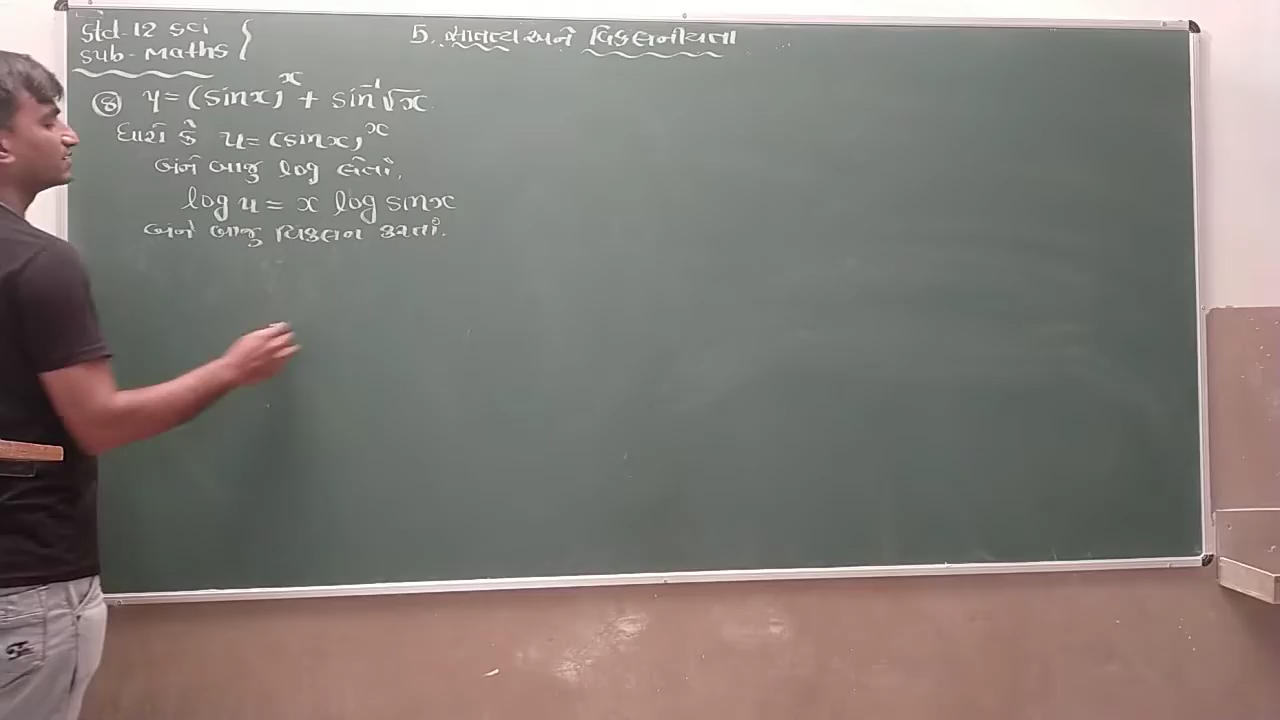 Std-12 sci
sub-Maths
5. સાતત્ય અને વિકલનીયતા
⑧ y = (sinx)^x + sin⁻¹√x
ધારો કે u = (sinx)^x
બંને બાજુ log લેતાં,
log u = x log sinx
બંને બાજુ વિકલન કરતાં.